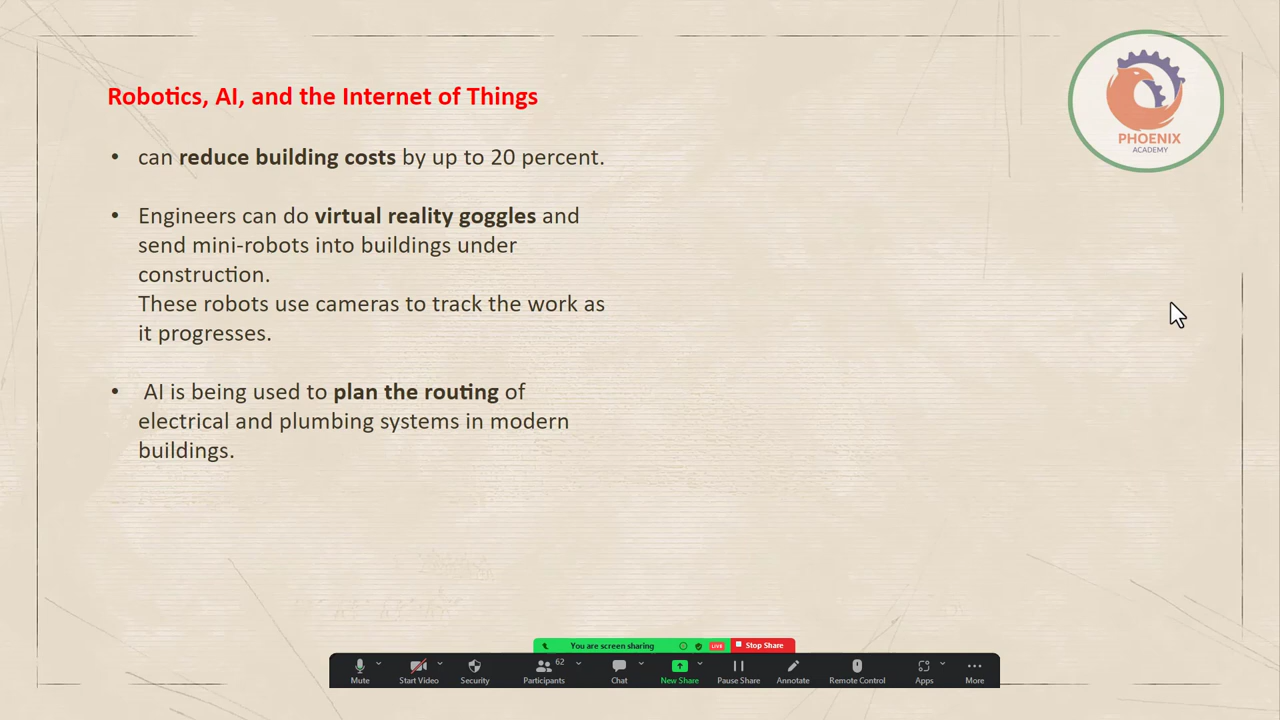 Robotics, AI, and the Internet of Things
PHOENIX
ACADEMY
• can reduce building costs by up to 20 percent.
• Engineers can do virtual reality goggles and
send mini-robots into buildings under
construction.
These robots use cameras to track the work as
it progresses.
• AI is being used to plan the routing of
electrical and plumbing systems in modern
buildings.
You are screen sharing LIVE Stop Share
62
Mute Start Video Security Participants Chat New Share Pause Share Annotate Remote Control Apps More